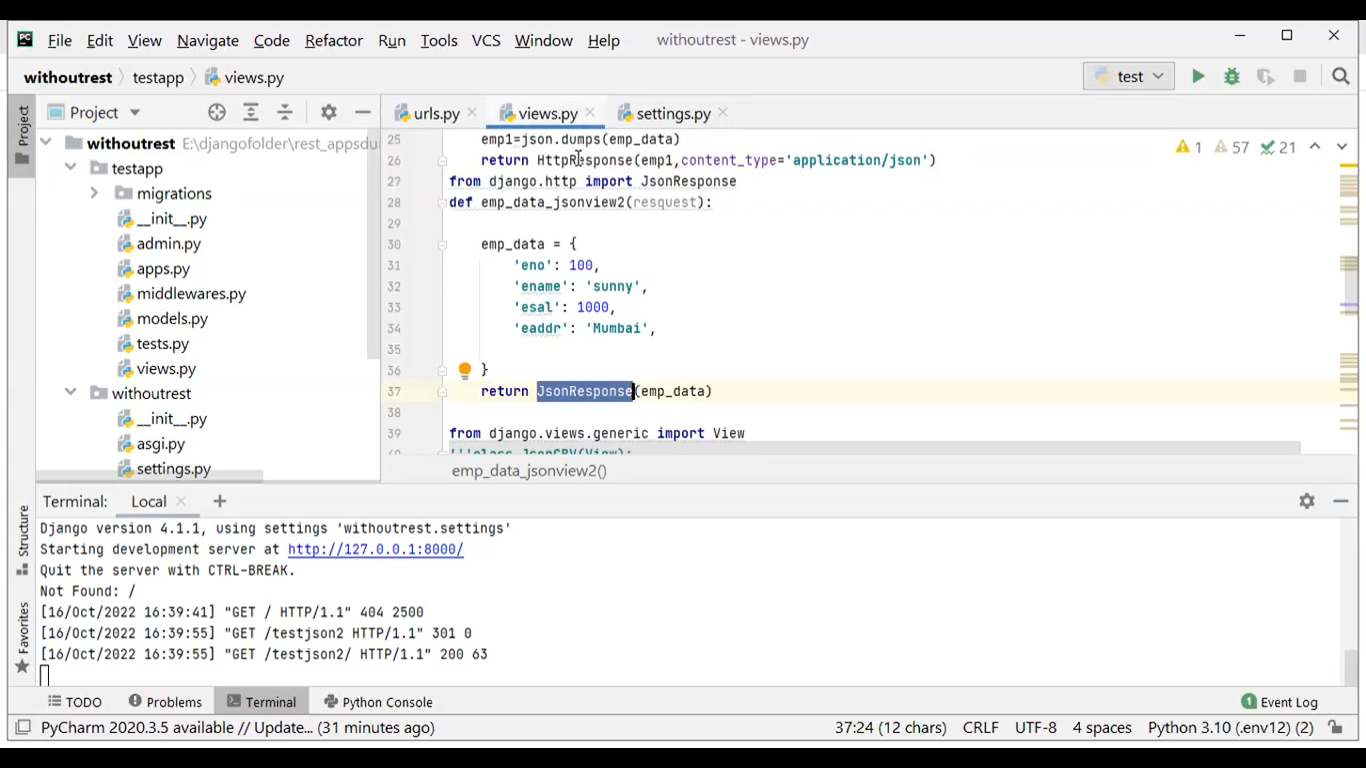 File Edit View Navigate Code Refactor Run Tools VCS Window Help withoutrest - views.py
withoutrest testapp views.py test
Project
Project
urls.py views.py settings.py
withoutrest E:\djangofolder\rest_appsdu
testapp
migrations
__init__.py
admin.py
apps.py
middlewares.py
models.py
tests.py
views.py
withoutrest
__init__.py
asgi.py
settings.py
1 57 21
25 emp1=json.dumps(emp_data)
26 return HttpResponse(emp1,content_type='application/json')
27 from django.http import JsonResponse
28 def emp_data_jsonview2(resquest):
29
30 emp_data = {
31 'eno': 100,
32 'ename': 'sunny',
33 'esal': 1000,
34 'eaddr': 'Mumbai',
35
36 }
37 return JsonResponse(emp_data)
38
39 from django.views.generic import View
40 '''class JsonCBV(View):
emp_data_jsonview2()
Structure
Favorites
Terminal: Local
Django version 4.1.1, using settings 'withoutrest.settings'
Starting development server at http://127.0.0.1:8000/
Quit the server with CTRL-BREAK.
Not Found: /
[16/Oct/2022 16:39:41] "GET / HTTP/1.1" 404 2500
[16/Oct/2022 16:39:55] "GET /testjson2 HTTP/1.1" 301 0
[16/Oct/2022 16:39:55] "GET /testjson2/ HTTP/1.1" 200 63
TODO Problems Terminal Python Console 1 Event Log
PyCharm 2020.3.5 available // Update... (31 minutes ago) 37:24 (12 chars) CRLF UTF-8 4 spaces Python 3.10 (.env12) (2)